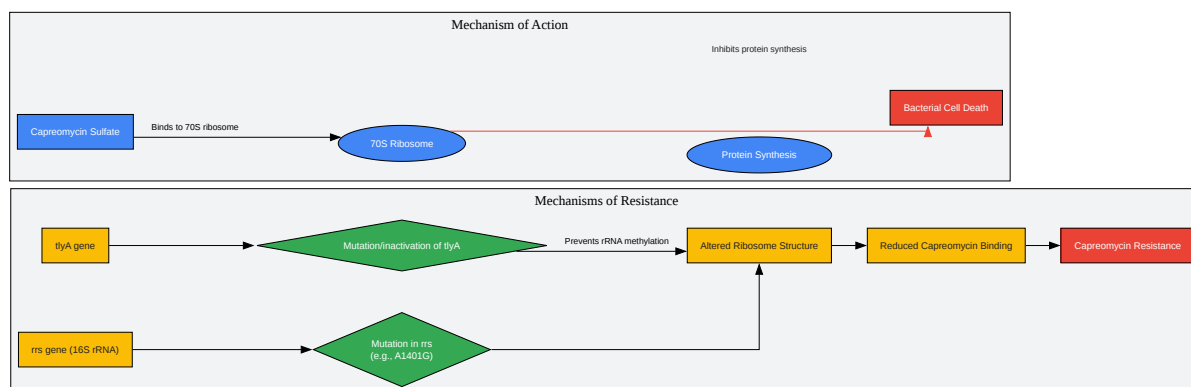 Mechanism of Action
Inhibits protein synthesis
Bacterial Cell Death
Capreomycin Sulfate
Binds to 70S ribosome
70S Ribosome
Protein Synthesis
Mechanisms of Resistance
tlyA gene
Mutation/inactivation of tlyA
Prevents rRNA methylation
Altered Ribosome Structure
Reduced Capreomycin Binding
Capreomycin Resistance
rrs gene (16S rRNA)
Mutation in rrs
(e.g., A1401G)